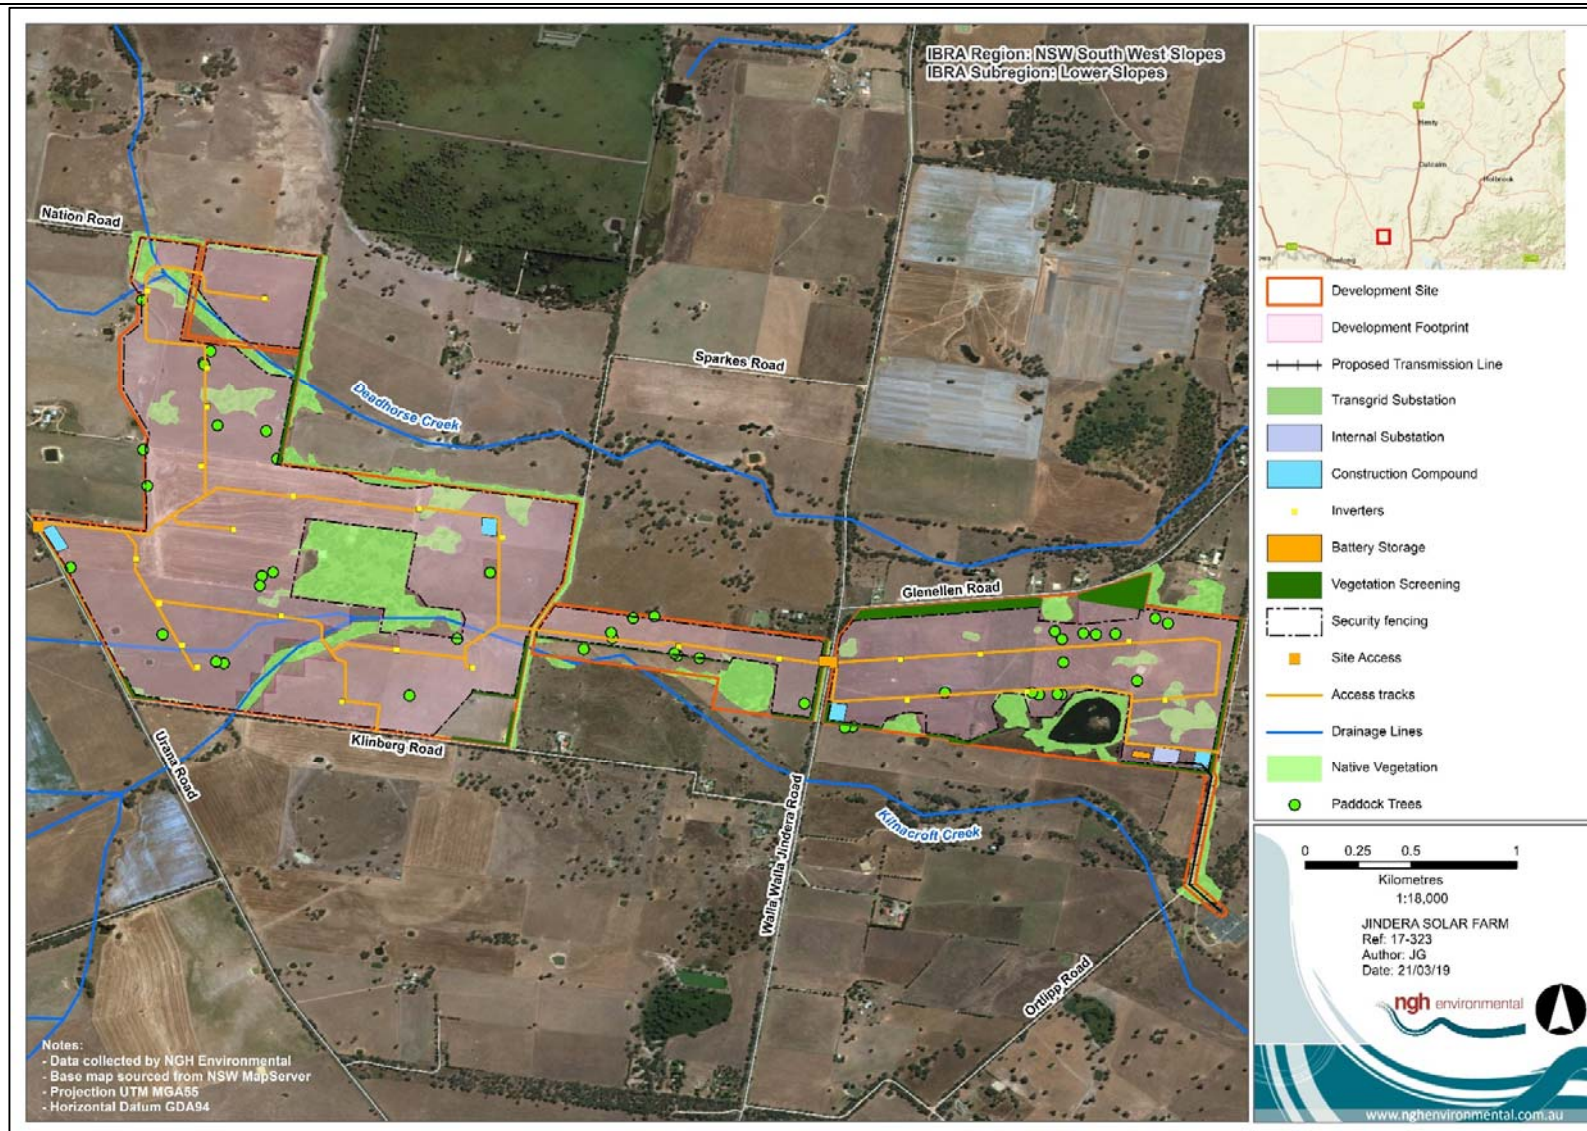 IBRA Region: NSW South West Slopes
IBRA Subregion: Lower Slopes
Nation Road
Sparkes Road
Deadhorse Creek
Glenellen Road
Klinberg Road
Urana Road
Walla Walla Jindera Road
Kilnacroft Creek
Ortlipp Road
Notes:
- Data collected by NGH Environmental
- Base map sourced from NSW MapServer
- Projection UTM MGA55
- Horizontal Datum GDA94
Henty
Culcairn
Holbrook
Development Site
Development Footprint
Proposed Transmission Line
Transgrid Substation
Internal Substation
Construction Compound
Inverters
Battery Storage
Vegetation Screening
Security fencing
Site Access
Access tracks
Drainage Lines
Native Vegetation
Paddock Trees
0 0.25 0.5 1
Kilometres
1:18,000
JINDERA SOLAR FARM
Ref: 17-323
Author: JG
Date: 21/03/19
ngh environmental
www.nghenvironmental.com.au